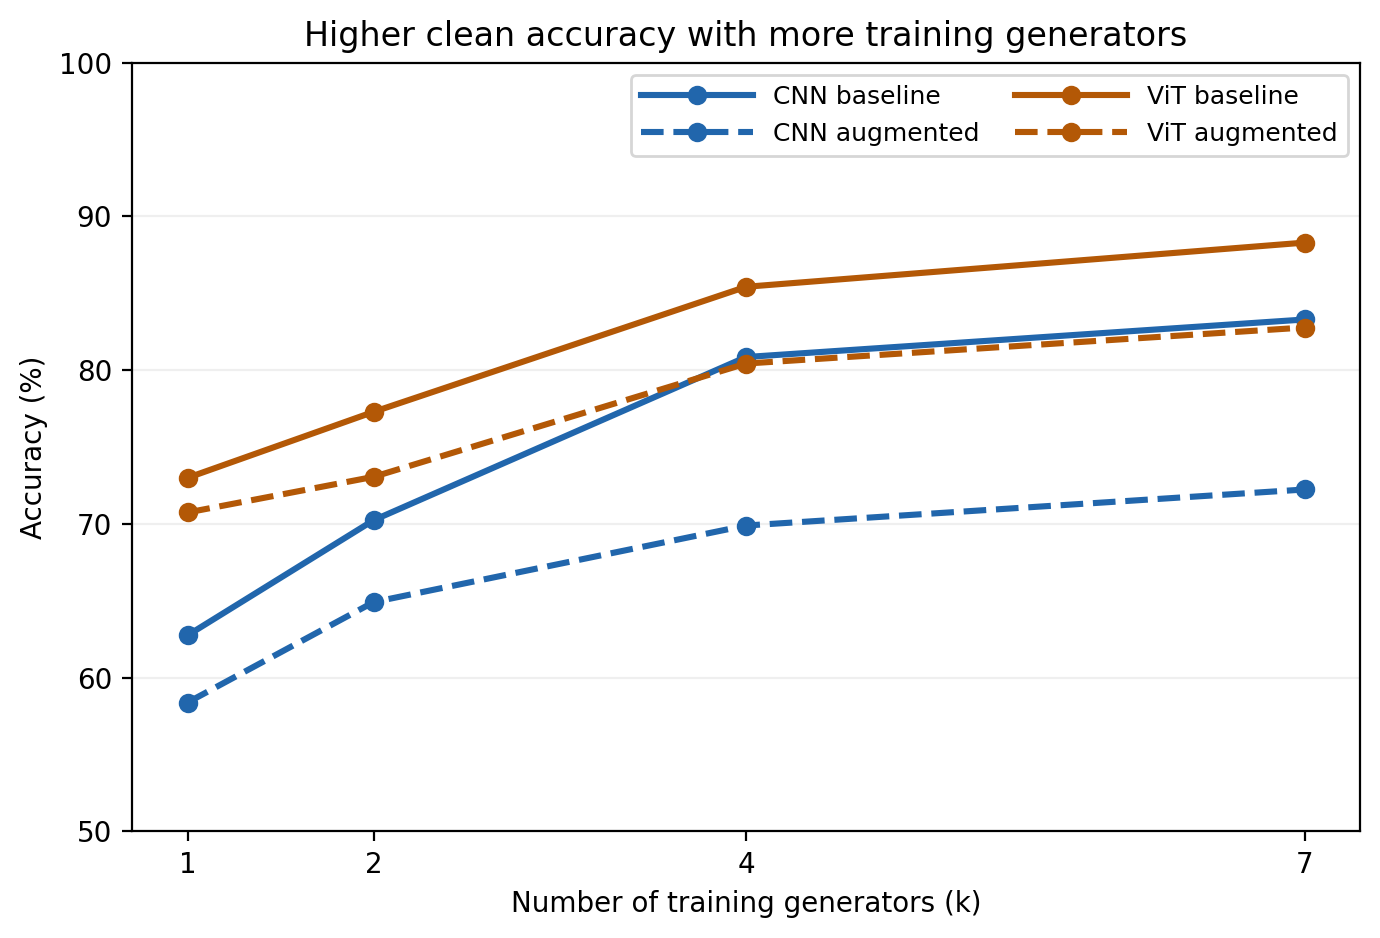 Higher clean accuracy with more training generators
CNN baseline
CNN augmented
ViT baseline
ViT augmented
Accuracy (%)
100
90
80
70
60
50
1 2 4 7
Number of training generators (k)